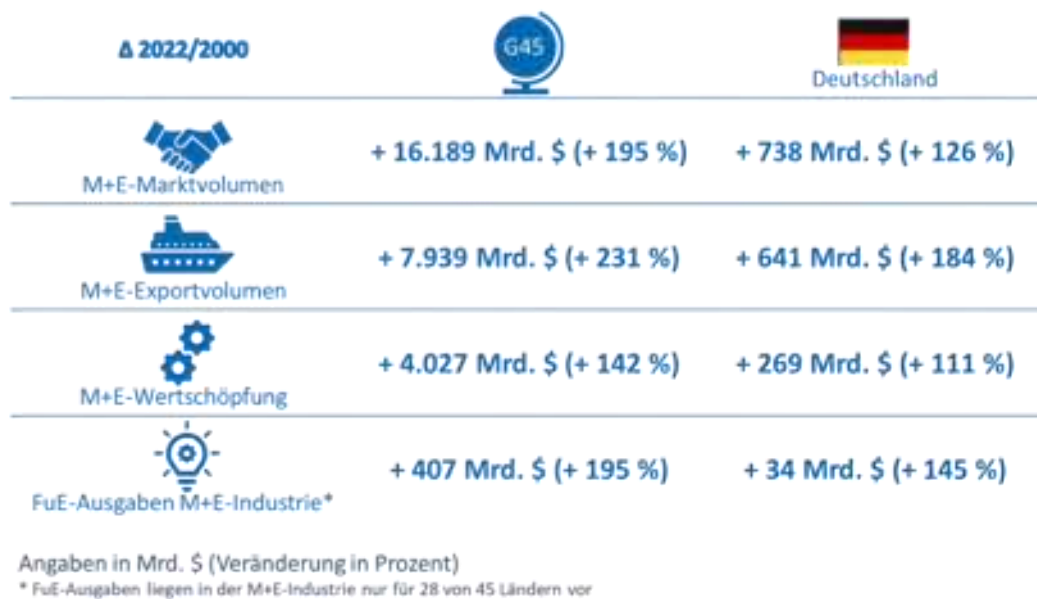 Δ 2022/2000
G45
Deutschland
M+E-Marktvolumen
+ 16.189 Mrd. $ (+ 195 %)
+ 738 Mrd. $ (+ 126 %)
M+E-Exportvolumen
+ 7.939 Mrd. $ (+ 231 %)
+ 641 Mrd. $ (+ 184 %)
M+E-Wertschöpfung
+ 4.027 Mrd. $ (+ 142 %)
+ 269 Mrd. $ (+ 111 %)
FuE-Ausgaben M+E-Industrie*
+ 407 Mrd. $ (+ 195 %)
+ 34 Mrd. $ (+ 145 %)
Angaben in Mrd. $ (Veränderung in Prozent)
* FuE-Ausgaben liegen in der M+E-Industrie nur für 28 von 45 Ländern vor